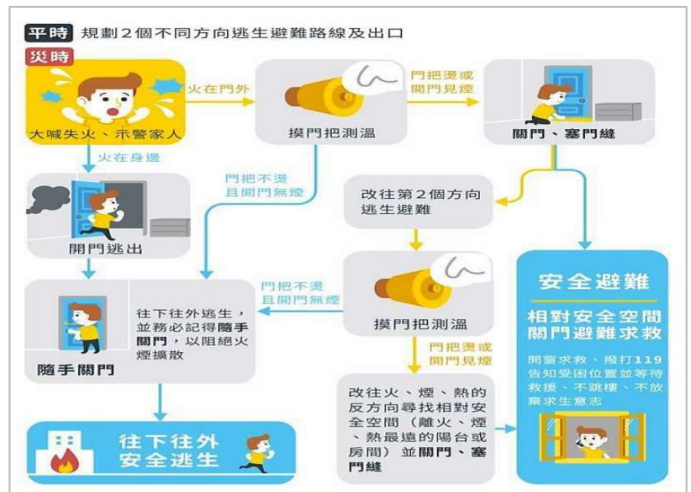 平時 規劃2個不同方向逃生避難路線及出口
災時
大喊失火、示警家人
火在門外
摸門把測溫
門把燙或
開門見煙
關門、塞門縫
火在身邊
門把不燙
且開門無煙
開門逃出
改往第2個方向
逃生避難
隨手關門
往下往外逃生，
並務必記得隨手
關門，以阻絕火
煙擴散
門把不燙
且開門無煙
摸門把測溫
門把燙或
開門見煙
改往火、煙、熱的
反方向尋找相對安
全空間（離火、煙
、熱最遠的陽台或
房間）並關門、塞
門縫
安全避難
相對安全空間
關門避難求救
開窗求救、撥打119
告知受困位置並等待
救援、不跳樓、不放
棄求生意志
往下往外
安全逃生